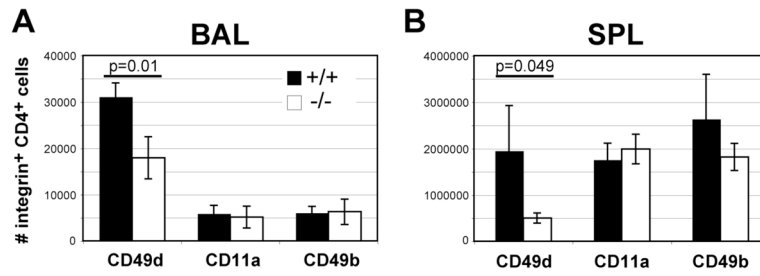 A BAL
B SPL
# integrin+ CD4+ cells
40000
30000
20000
10000
0
p=0.01
+/+
-/-
CD49d CD11a CD49b
4000000
3000000
2000000
1000000
0
p=0.049
CD49d CD11a CD49b